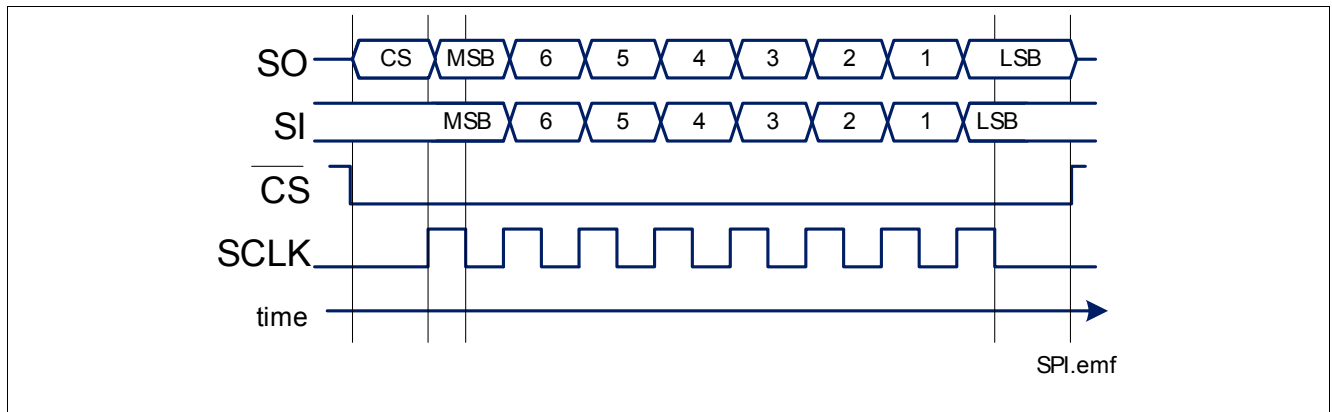 SO CS MSB 6 5 4 3 2 1 LSB
SI MSB 6 5 4 3 2 1 LSB
CS
SCLK
time
SPI.emf